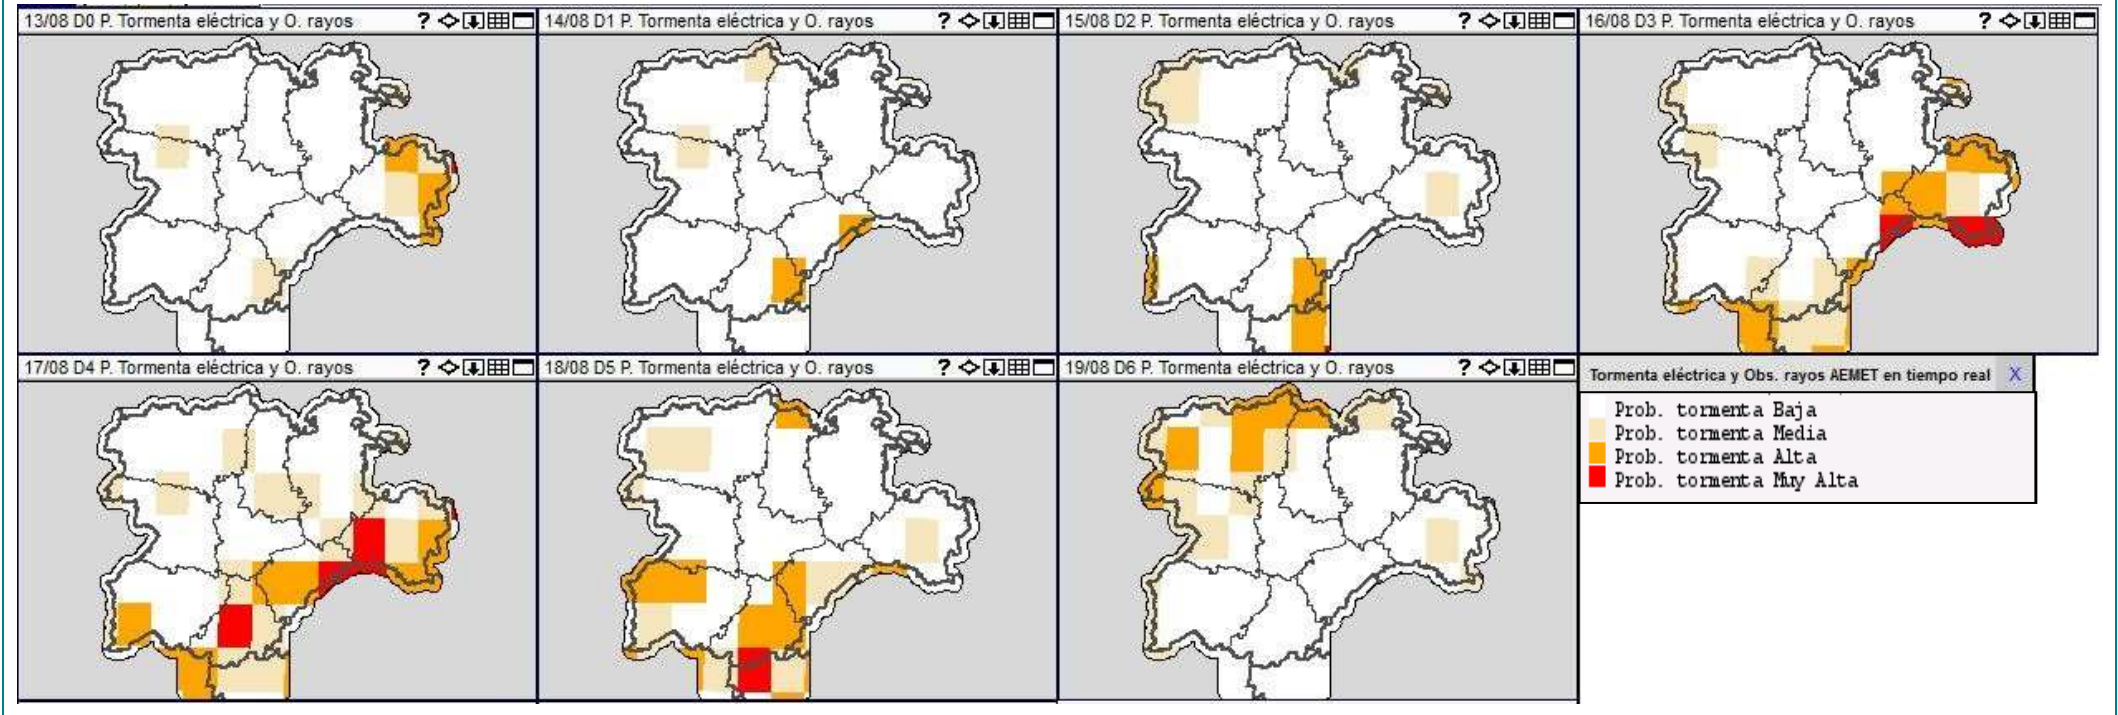 13/08 D0 P. Tormenta eléctrica y O. rayos ?
14/08 D1 P. Tormenta eléctrica y O. rayos ?
15/08 D2 P. Tormenta eléctrica y O. rayos ?
16/08 D3 P. Tormenta eléctrica y O. rayos ?
17/08 D4 P. Tormenta eléctrica y O. rayos ?
18/08 D5 P. Tormenta eléctrica y O. rayos ?
19/08 D6 P. Tormenta eléctrica y O. rayos ?
Tormenta eléctrica y Obs. rayos AEMET en tiempo real X
Prob. tormenta Baja
Prob. tormenta Media
Prob. tormenta Alta
Prob. tormenta Muy Alta